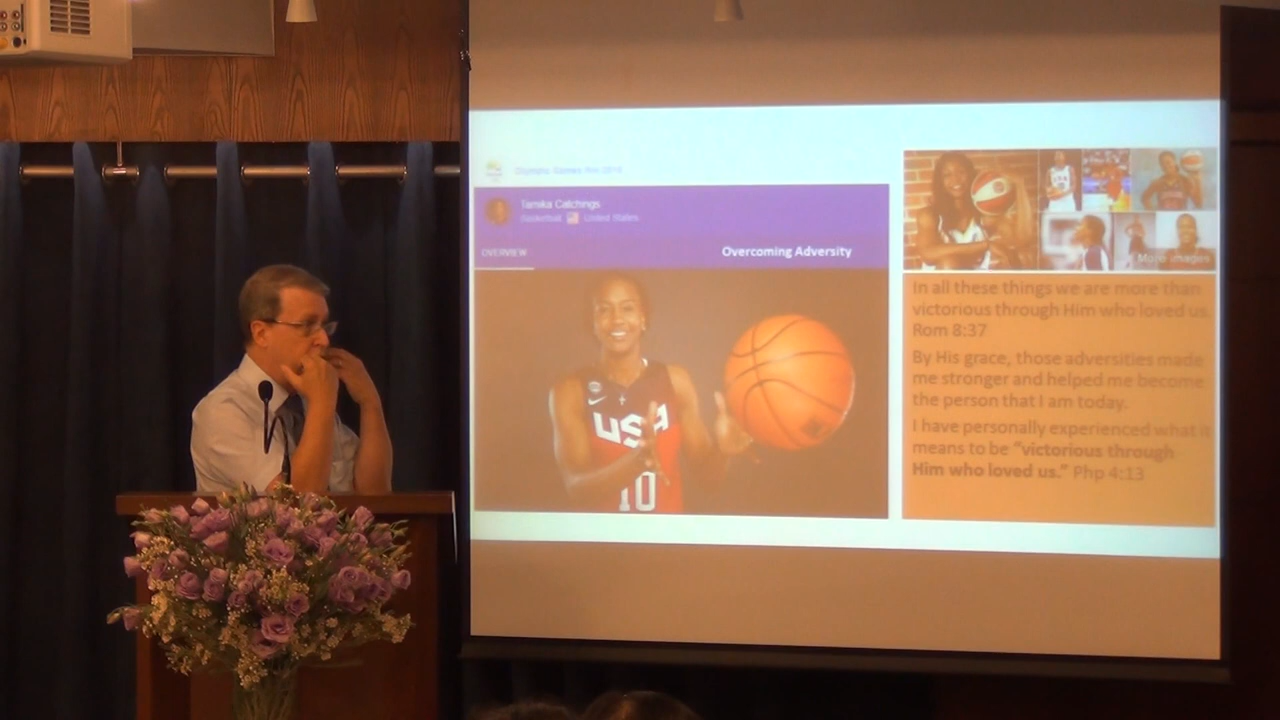 Olympic Games Rio 2016
Tamika Catchings
Basketball United States
OVERVIEW
Overcoming Adversity
USA
10
More images
In all these things we are more than
victorious through Him who loved us.
Rom 8:37
By His grace, those adversities made
me stronger and helped me become
the person that I am today.
I have personally experienced what it
means to be “victorious through
Him who loved us.” Php 4:13